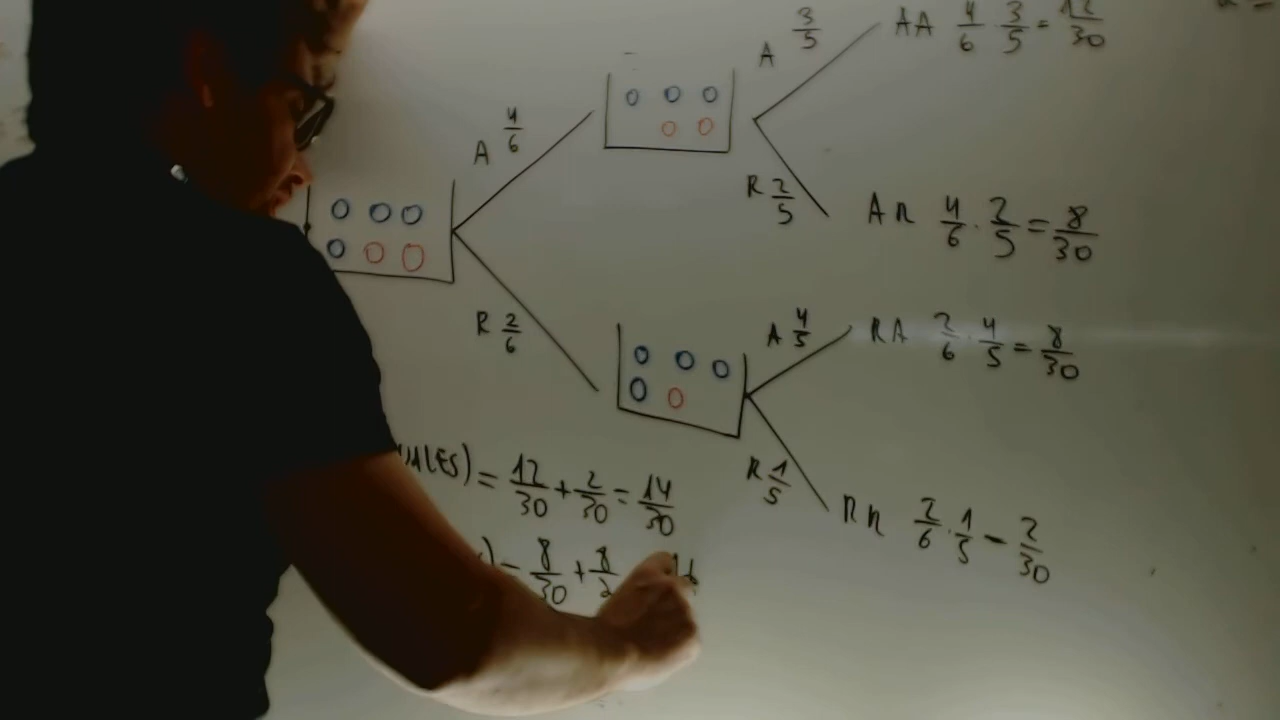 A 3/5 AA 4/6 · 3/5 = 12/30
A 4/6
R 2/5 AR 4/6 · 2/5 = 8/30
R 2/6 A 4/5 RA 2/6 · 4/5 = 8/30
R 1/5 RR 2/6 · 1/5 = 2/30
UALES) = 12/30 + 2/30 = 14/30
) = 8/30 + 8/ 16